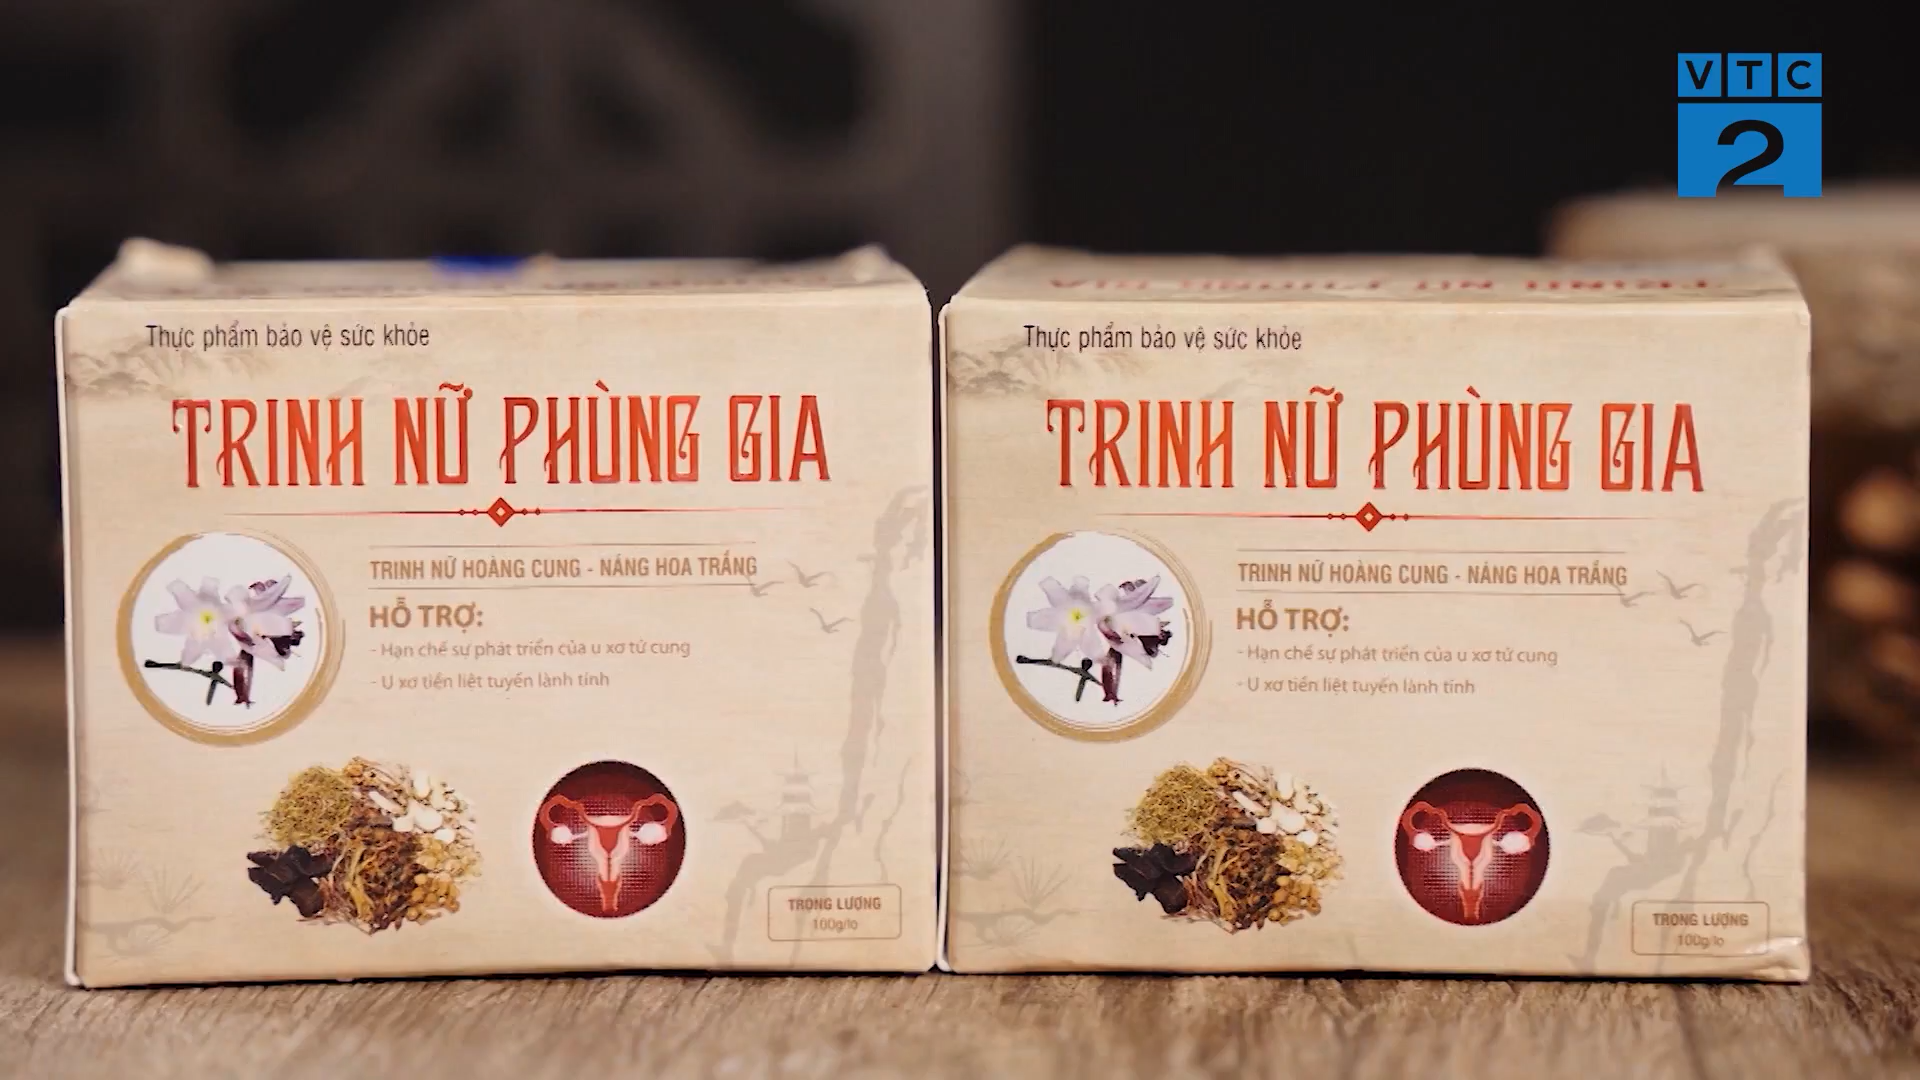 VTC
2
Thực phẩm bảo vệ sức khỏe
TRINH NỮ PHÙNG GIA
TRINH NỮ HOÀNG CUNG - NÁNG HOA TRẮNG
HỖ TRỢ:
- Hạn chế sự phát triển của u xơ tử cung
- U xơ tiền liệt tuyến lành tính
TRỌNG LƯỢNG
100g/lọ
TRINH NỮ PHÙNG GIA
Thực phẩm bảo vệ sức khỏe
TRINH NỮ PHÙNG GIA
TRINH NỮ HOÀNG CUNG - NÁNG HOA TRẮNG
HỖ TRỢ:
- Hạn chế sự phát triển của u xơ tử cung
- U xơ tiền liệt tuyến lành tính
TRỌNG LƯỢNG
100g/lọ